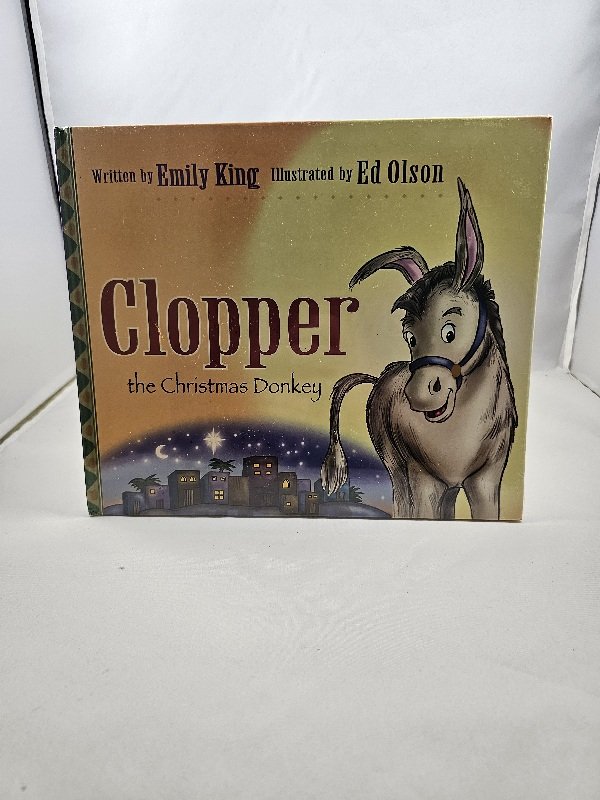 Written by Emily King Illustrated by Ed Olson
Clopper
the Christmas Donkey